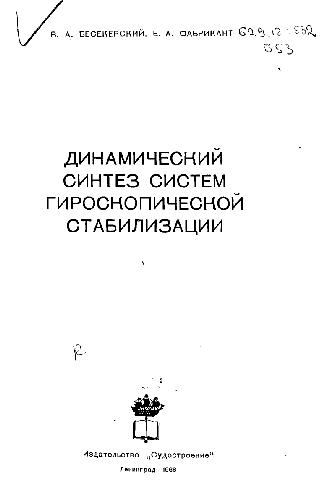 В. А. БЕСЕКЕРСКИЙ, Е. А. ФАБРИКАНТ
ДИНАМИЧЕСКИЙ
СИНТЕЗ СИСТЕМ
ГИРОСКОПИЧЕСКОЙ
СТАБИЛИЗАЦИИ
Издательство „Судостроение"
Ленинград 1968